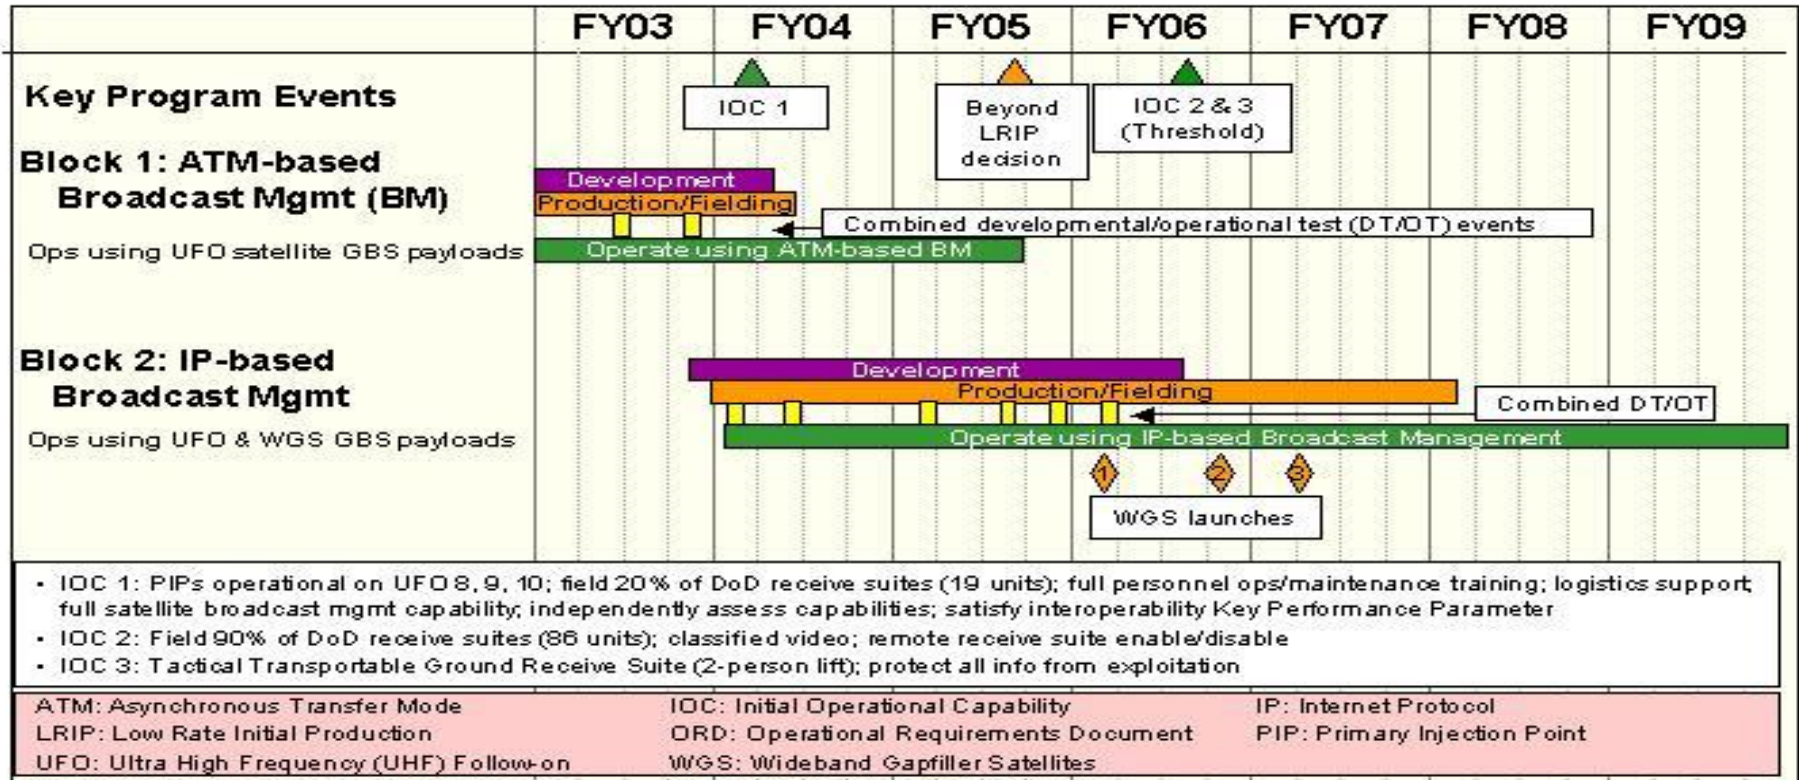 FY03 FY04 FY05 FY06 FY07 FY08 FY09
Key Program Events
IOC 1
Beyond
LRIP
decision
IOC 2 & 3
(Threshold)
Block 1: ATM-based
Broadcast Mgmt (BM)
Development
Production/Fielding
Combined developmental/operational test (DT/OT) events
Ops using UFO satellite GBS payloads
Operate using ATM-based BM
Block 2: IP-based
Broadcast Mgmt
Development
Production/Fielding
Combined DT/OT
Ops using UFO & WGS GBS payloads
Operate using IP-based Broadcast Management
1 2 3
WGS launches
• IOC 1: PIPs operational on UFO 8, 9, 10; field 20% of DoD receive suites (19 units); full personnel ops/maintenance training; logistics support;
full satellite broadcast mgmt capability; independently assess capabilities; satisfy interoperability Key Performance Parameter
• IOC 2: Field 90% of DoD receive suites (86 units); classified video; remote receive suite enable/disable
• IOC 3: Tactical Transportable Ground Receive Suite (2-person lift); protect all info from exploitation
ATM: Asynchronous Transfer Mode IOC: Initial Operational Capability IP: Internet Protocol
LRIP: Low Rate Initial Production ORD: Operational Requirements Document PIP: Primary Injection Point
UFO: Ultra High Frequency (UHF) Follow-on WGS: Wideband Gapfiller Satellites